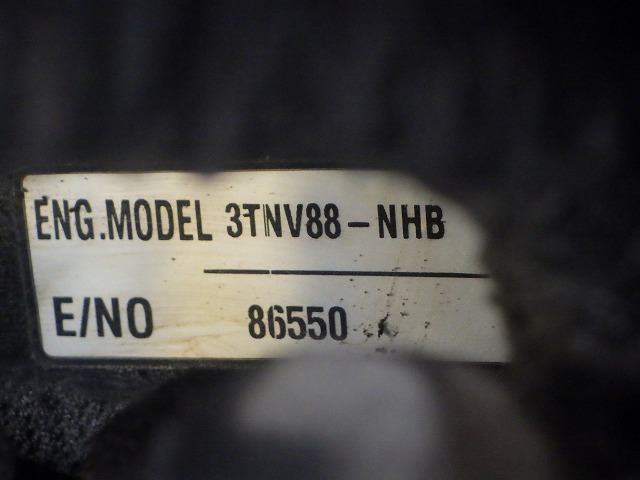 ENG.MODEL 3TNV88-NHB
E/NO 86550